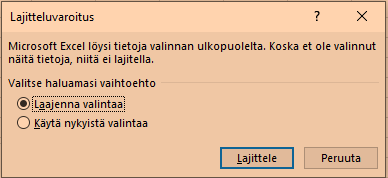 Lajitteluvaroitus
Microsoft Excel löysi tietoja valinnan ulkopuolelta. Koska et ole valinnut
näitä tietoja, niitä ei lajitella.
Valitse haluamasi vaihtoehto
Laajenna valintaa
Käytä nykyistä valintaa
Lajittele
Peruuta